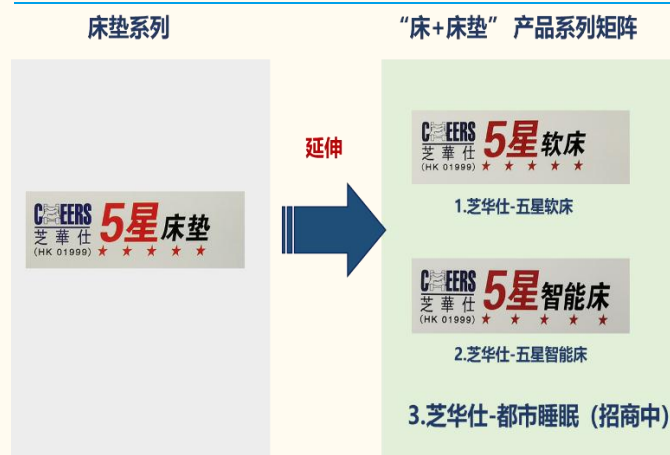 床垫系列
“床+床垫” 产品系列矩阵
CHEERS
芝華仕
(HK 01999)
5星床垫
延伸
CHEERS
芝華仕
(HK 01999)
5星软床
1.芝华仕-五星软床
CHEERS
芝華仕
(HK 01999)
5星智能床
2.芝华仕-五星智能床
3.芝华仕-都市睡眠（招商中）